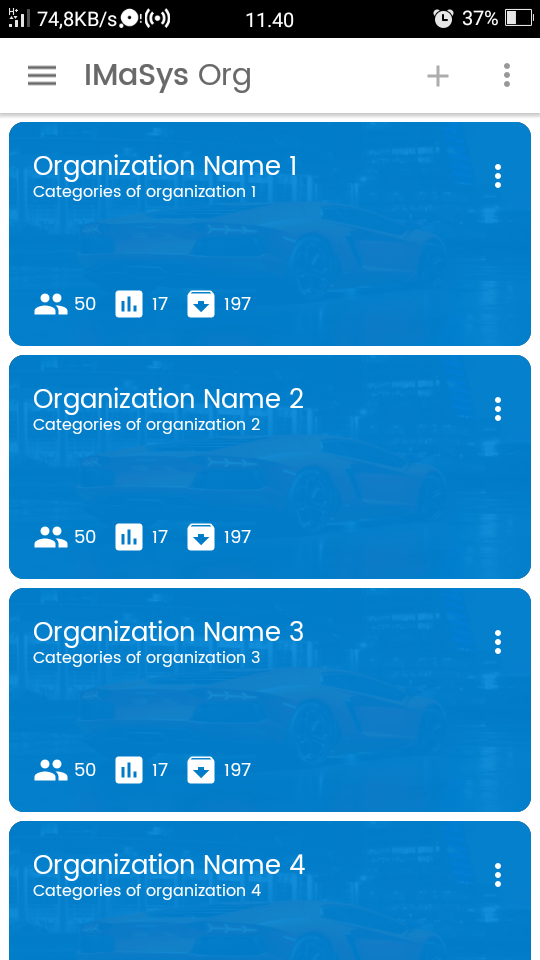 74,8KB/s 11.40 37%
IMaSys Org
Organization Name 1
Categories of organization 1
50 17 197
Organization Name 2
Categories of organization 2
50 17 197
Organization Name 3
Categories of organization 3
50 17 197
Organization Name 4
Categories of organization 4